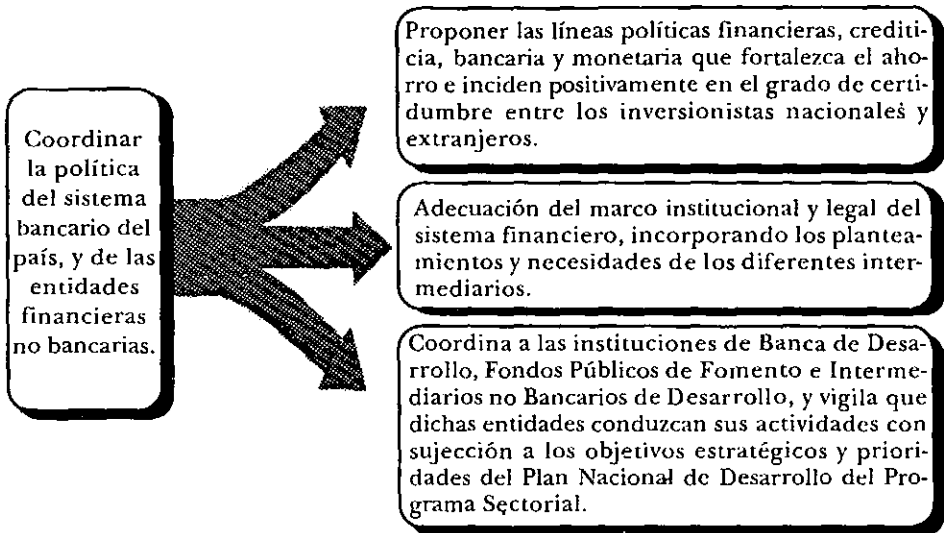 Coordinar
la política
del sistema
bancario del
país, y de las
entidades
financieras
no bancarias.
Proponer las líneas políticas financieras, crediti-
cia, bancaria y monetaria que fortalezca el aho-
rro e inciden positivamente en el grado de certi-
dumbre entre los inversionistas nacionales y
extranjeros.
Adecuación del marco institucional y legal del
sistema financiero, incorporando los plantea-
mientos y necesidades de los diferentes inter-
mediarios.
Coordina a las instituciones de Banca de Desa-
rrollo, Fondos Públicos de Fomento e Interme-
diarios no Bancarios de Desarrollo, y vigila que
dichas entidades conduzcan sus actividades con
sujección a los objetivos estratégicos y priori-
dades del Plan Nacional de Desarrollo del Pro-
grama Sectorial.